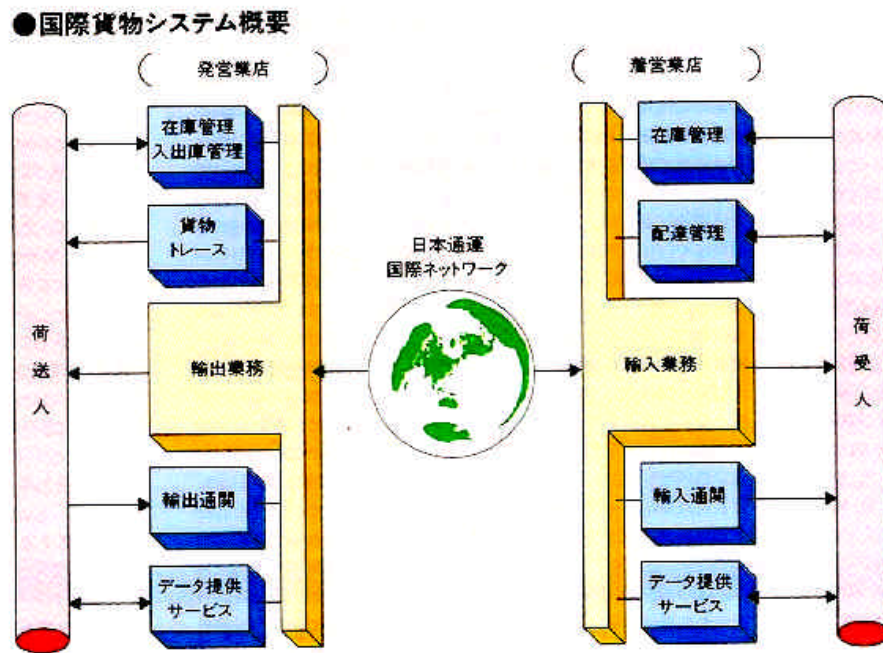 ●国際貨物システム概要
(発営業店)
(着営業店)
在庫管理
入出庫管理
在庫管理
貨物
トレース
配達管理
日本通運
国際ネットワーク
荷送人
輸出業務
輸入業務
荷受人
輸出通関
輸入通関
データ提供
サービス
データ提供
サービス